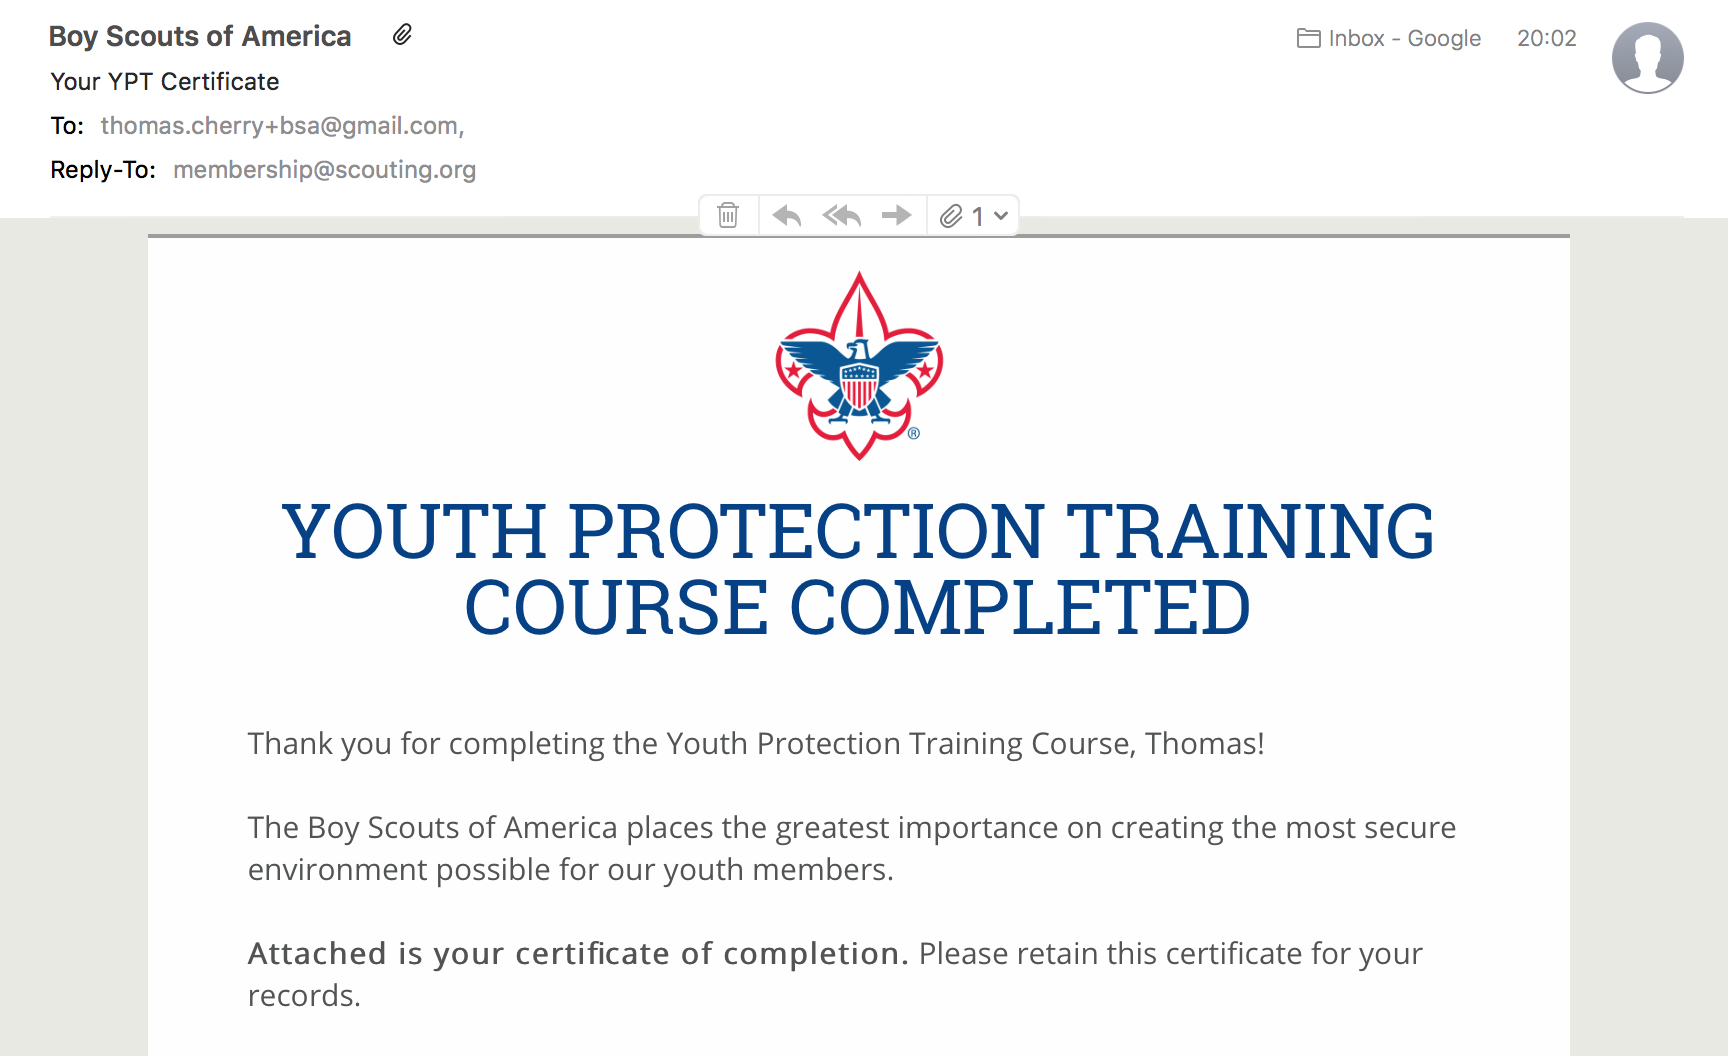 Boy Scouts of America
Inbox - Google 20:02
Your YPT Certificate
To: thomas.cherry+bsa@gmail.com,
Reply-To: membership@scouting.org
1
®
YOUTH PROTECTION TRAINING
COURSE COMPLETED
Thank you for completing the Youth Protection Training Course, Thomas!
The Boy Scouts of America places the greatest importance on creating the most secure
environment possible for our youth members.
Attached is your certificate of completion. Please retain this certificate for your
records.